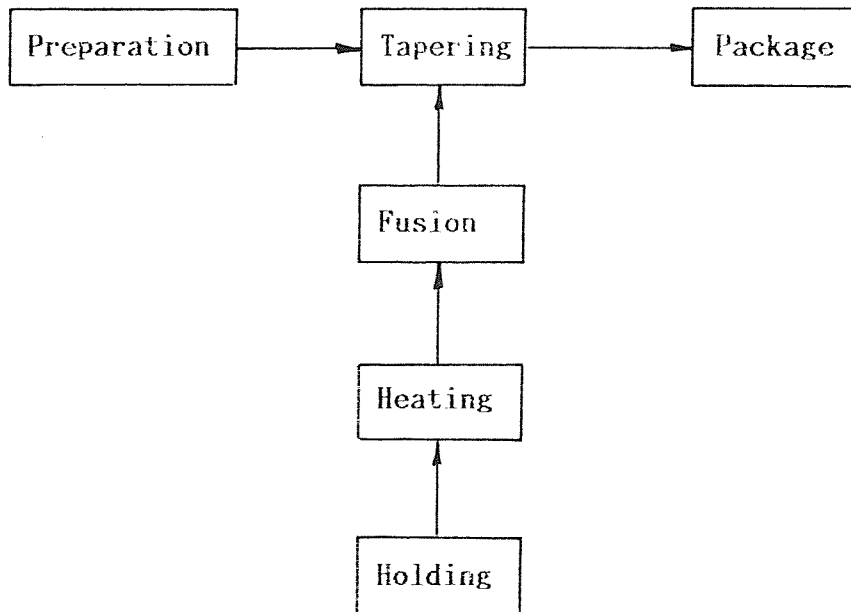 Preparation
Tapering
Package
Fusion
Heating
Holding